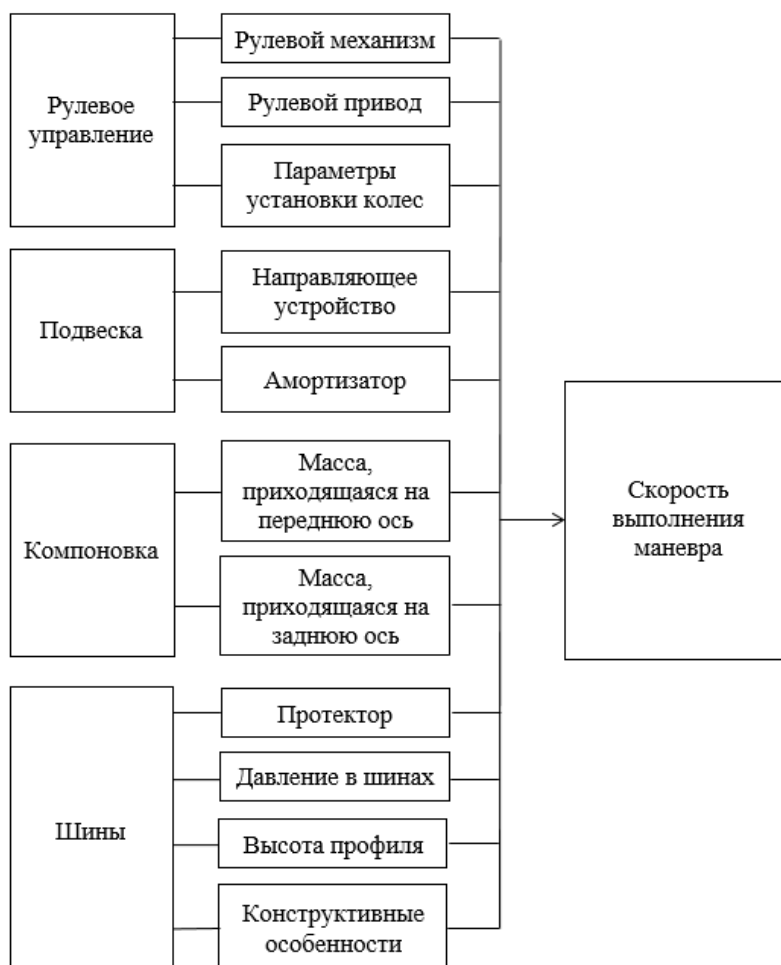 Рулевое
управление
Рулевой механизм
Рулевой привод
Параметры
установки колес
Подвеска
Направляющее
устройство
Амортизатор
Компоновка
Масса,
приходящаяся на
переднюю ось
Масса,
приходящаяся на
заднюю ось
Шины
Протектор
Давление в шинах
Высота профиля
Конструктивные
особенности
Скорость
выполнения
маневра